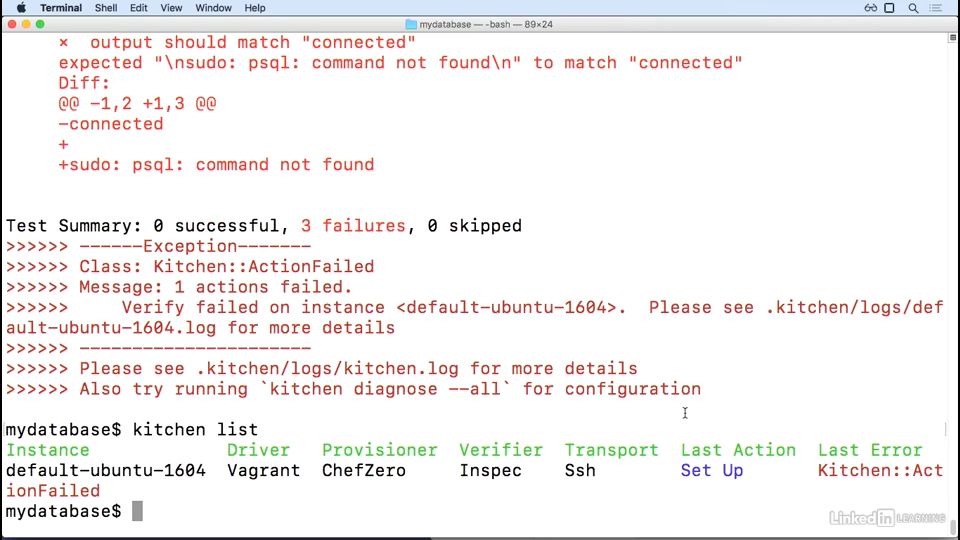 Terminal Shell Edit View Window Help
mydatabase — -bash — 89×24
× output should match "connected"
expected "\nsudo: psql: command not found\n" to match "connected"
Diff:
@@ -1,2 +1,3 @@
-connected
+
+sudo: psql: command not found
Test Summary: 0 successful, 3 failures, 0 skipped
>>>>>> ------Exception-------
>>>>>> Class: Kitchen::ActionFailed
>>>>>> Message: 1 actions failed.
>>>>>>     Verify failed on instance <default-ubuntu-1604>.  Please see .kitchen/logs/def
ault-ubuntu-1604.log for more details
>>>>>> ----------------------
>>>>>> Please see .kitchen/logs/kitchen.log for more details
>>>>>> Also try running `kitchen diagnose --all` for configuration
mydatabase$ kitchen list
Instance Driver Provisioner Verifier Transport Last Action Last Error
default-ubuntu-1604 Vagrant ChefZero Inspec Ssh Set Up Kitchen::Act
ionFailed
mydatabase$
LinkedIn LEARNING